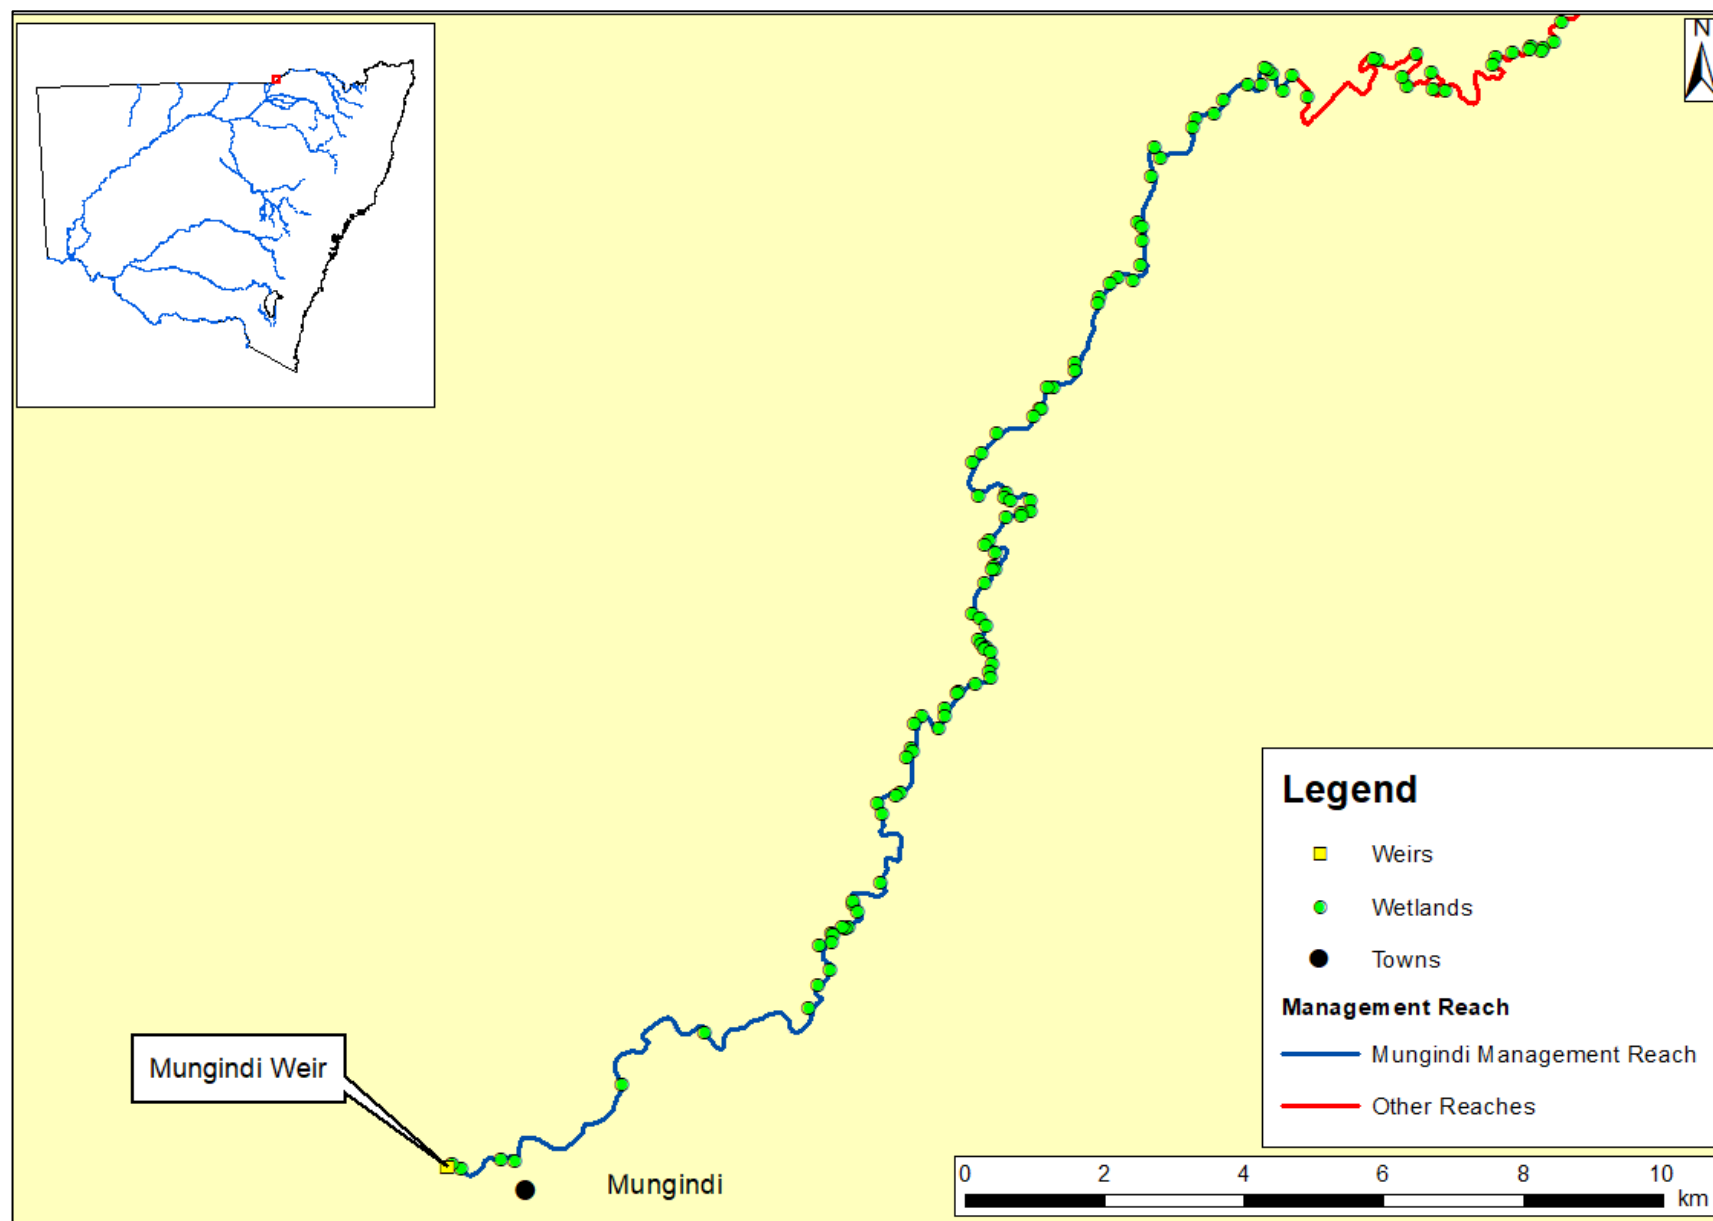 N
Mungindi Weir
Mungindi
Legend
Weirs
Wetlands
Towns
Management Reach
Mungindi Management Reach
Other Reaches
0 2 4 6 8 10
km